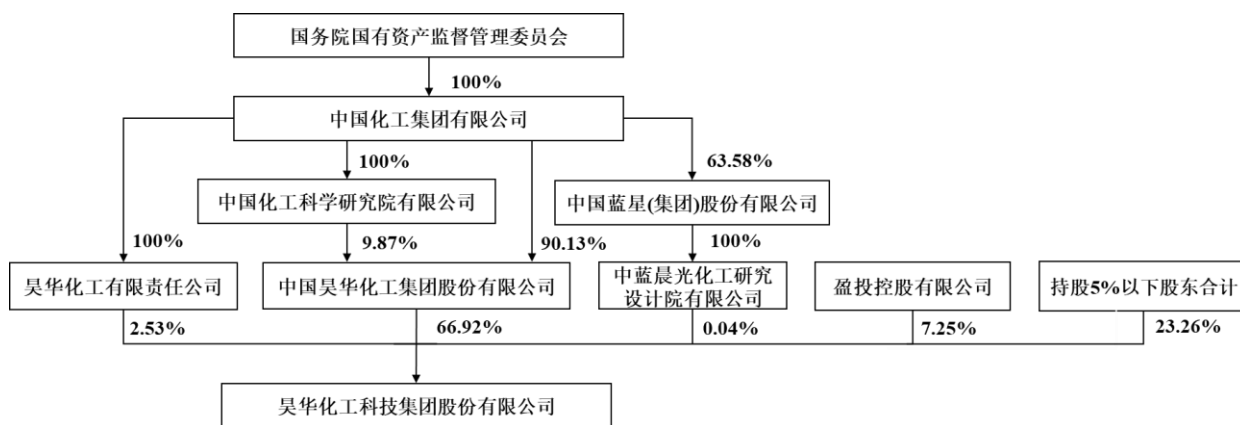 国务院国有资产监督管理委员会
100%
中国化工集团有限公司
100%
63.58%
中国化工科学研究院有限公司
中国蓝星(集团)股份有限公司
100%
9.87%
90.13%
100%
昊华化工有限责任公司
中国昊华化工集团股份有限公司
中蓝晨光化工研究
设计院有限公司
盈投控股有限公司
持股5%以下股东合计
2.53%
66.92%
0.04%
7.25%
23.26%
昊华化工科技集团股份有限公司